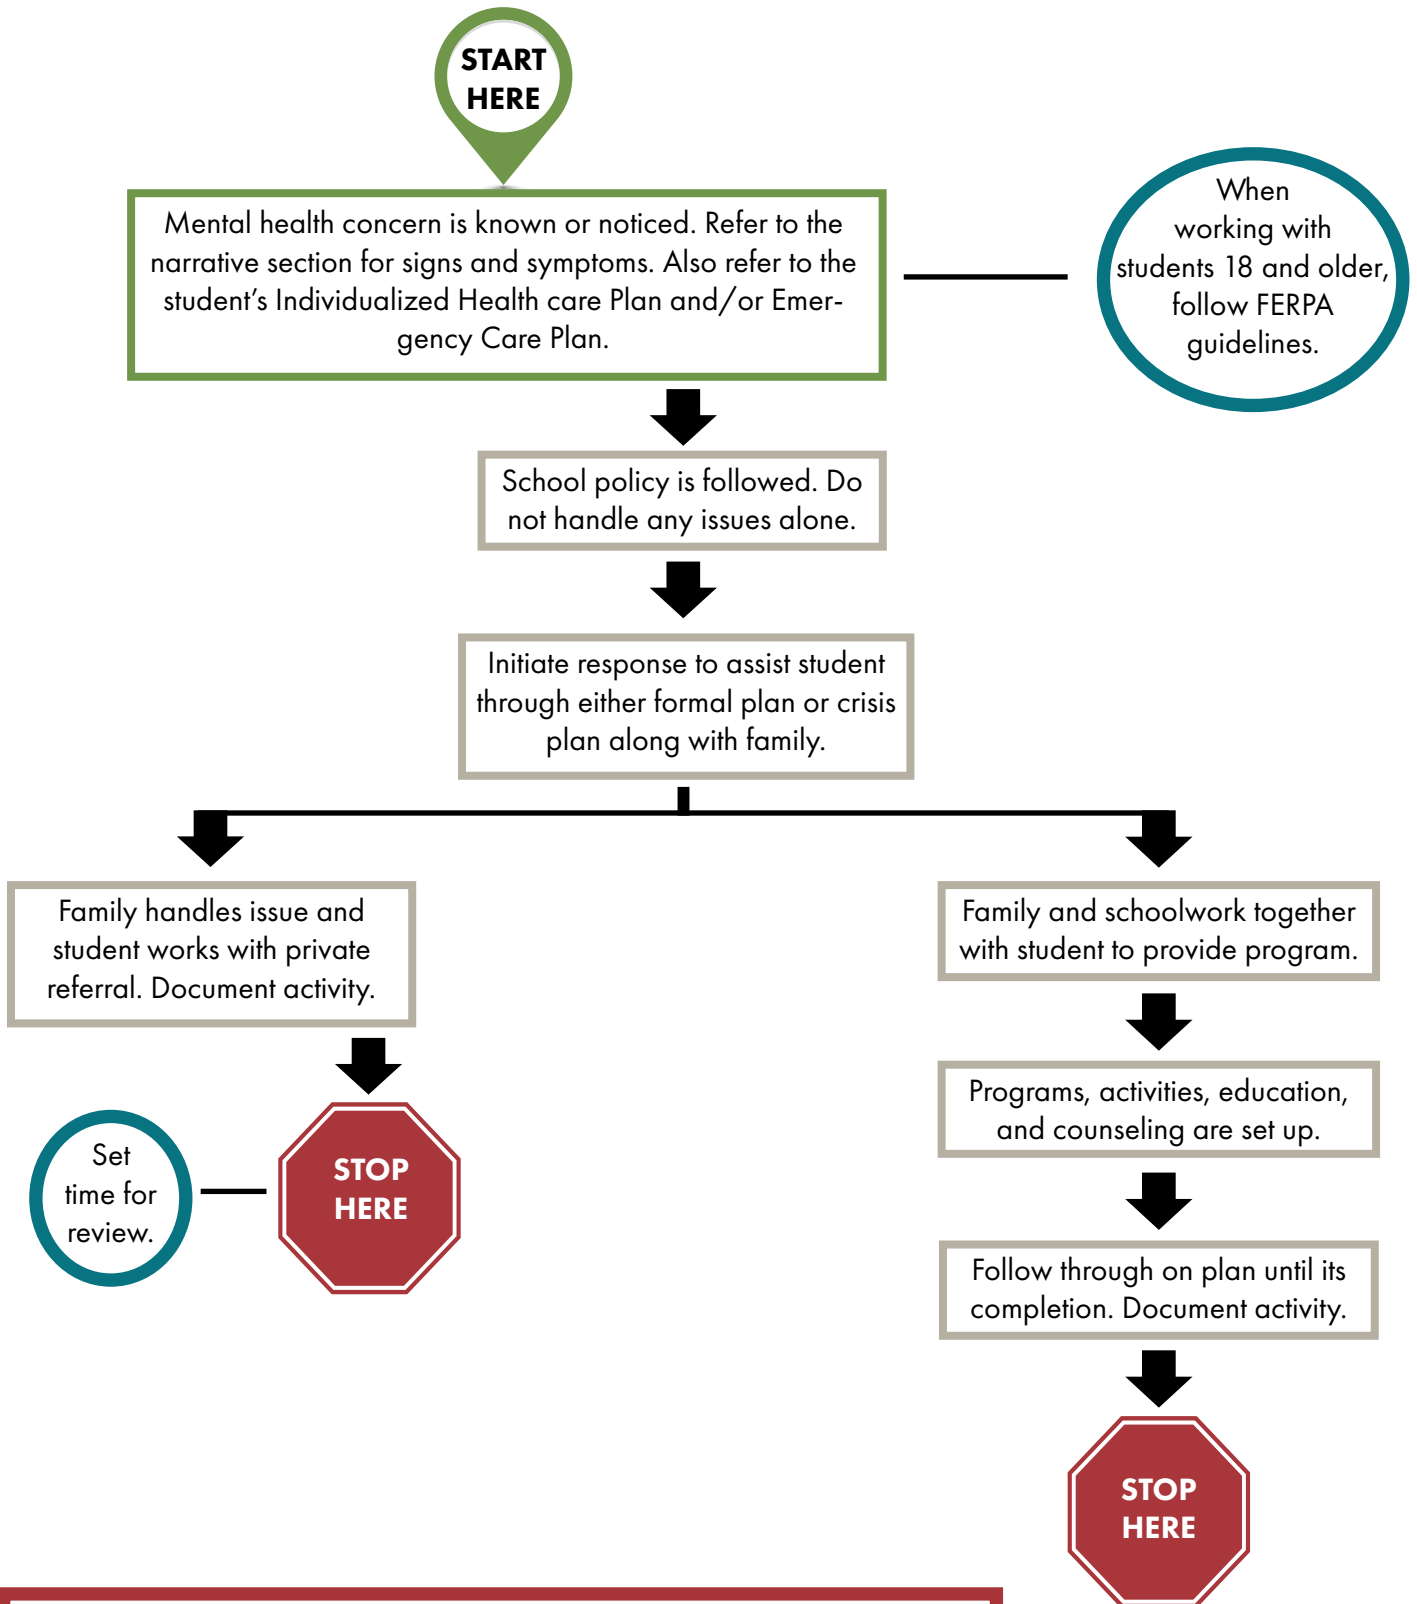 START
HERE
Mental health concern is known or noticed. Refer to the
narrative section for signs and symptoms. Also refer to the
student’s Individualized Health care Plan and/or Emer-
gency Care Plan.
When
working with
students 18 and older,
follow FERPA
guidelines.
School policy is followed. Do
not handle any issues alone.
Initiate response to assist student
through either formal plan or crisis
plan along with family.
Family handles issue and
student works with private
referral. Document activity.
Set
time for
review.
STOP
HERE
Family and schoolwork together
with student to provide program.
Programs, activities, education,
and counseling are set up.
Follow through on plan until its
completion. Document activity.
STOP
HERE